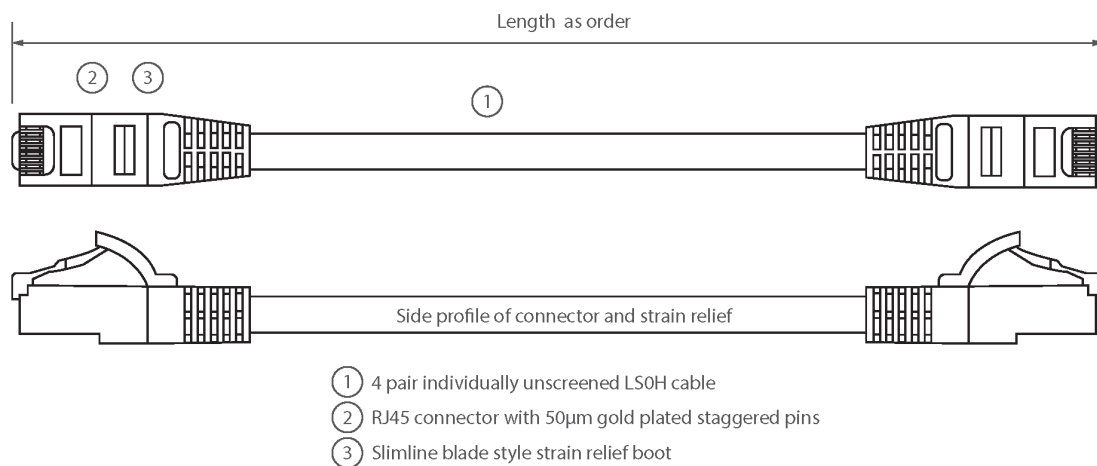 Length as order
2 3
1
Side profile of connector and strain relief
1 4 pair individually unscreened LS0H cable
2 RJ45 connector with 50µm gold plated staggered pins
3 Slimline blade style strain relief boot